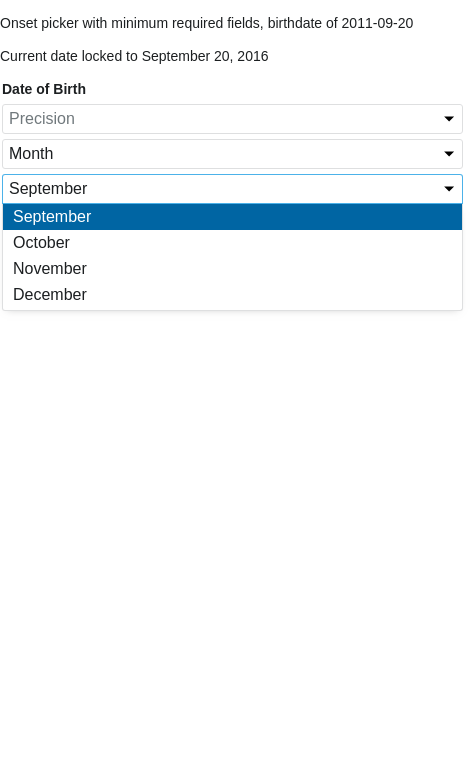 Onset picker with minimum required fields, birthdate of 2011-09-20
Current date locked to September 20, 2016
Date of Birth
Precision
Month
September
September
October
November
December